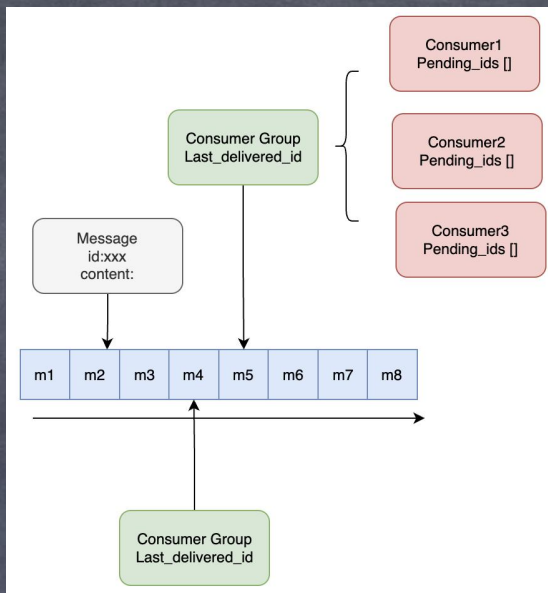 Consumer1
Pending_ids []
Consumer Group
Last_delivered_id
Consumer2
Pending_ids []
Consumer3
Pending_ids []
Message
id:xxx
content:
m1 m2 m3 m4 m5 m6 m7 m8
Consumer Group
Last_delivered_id